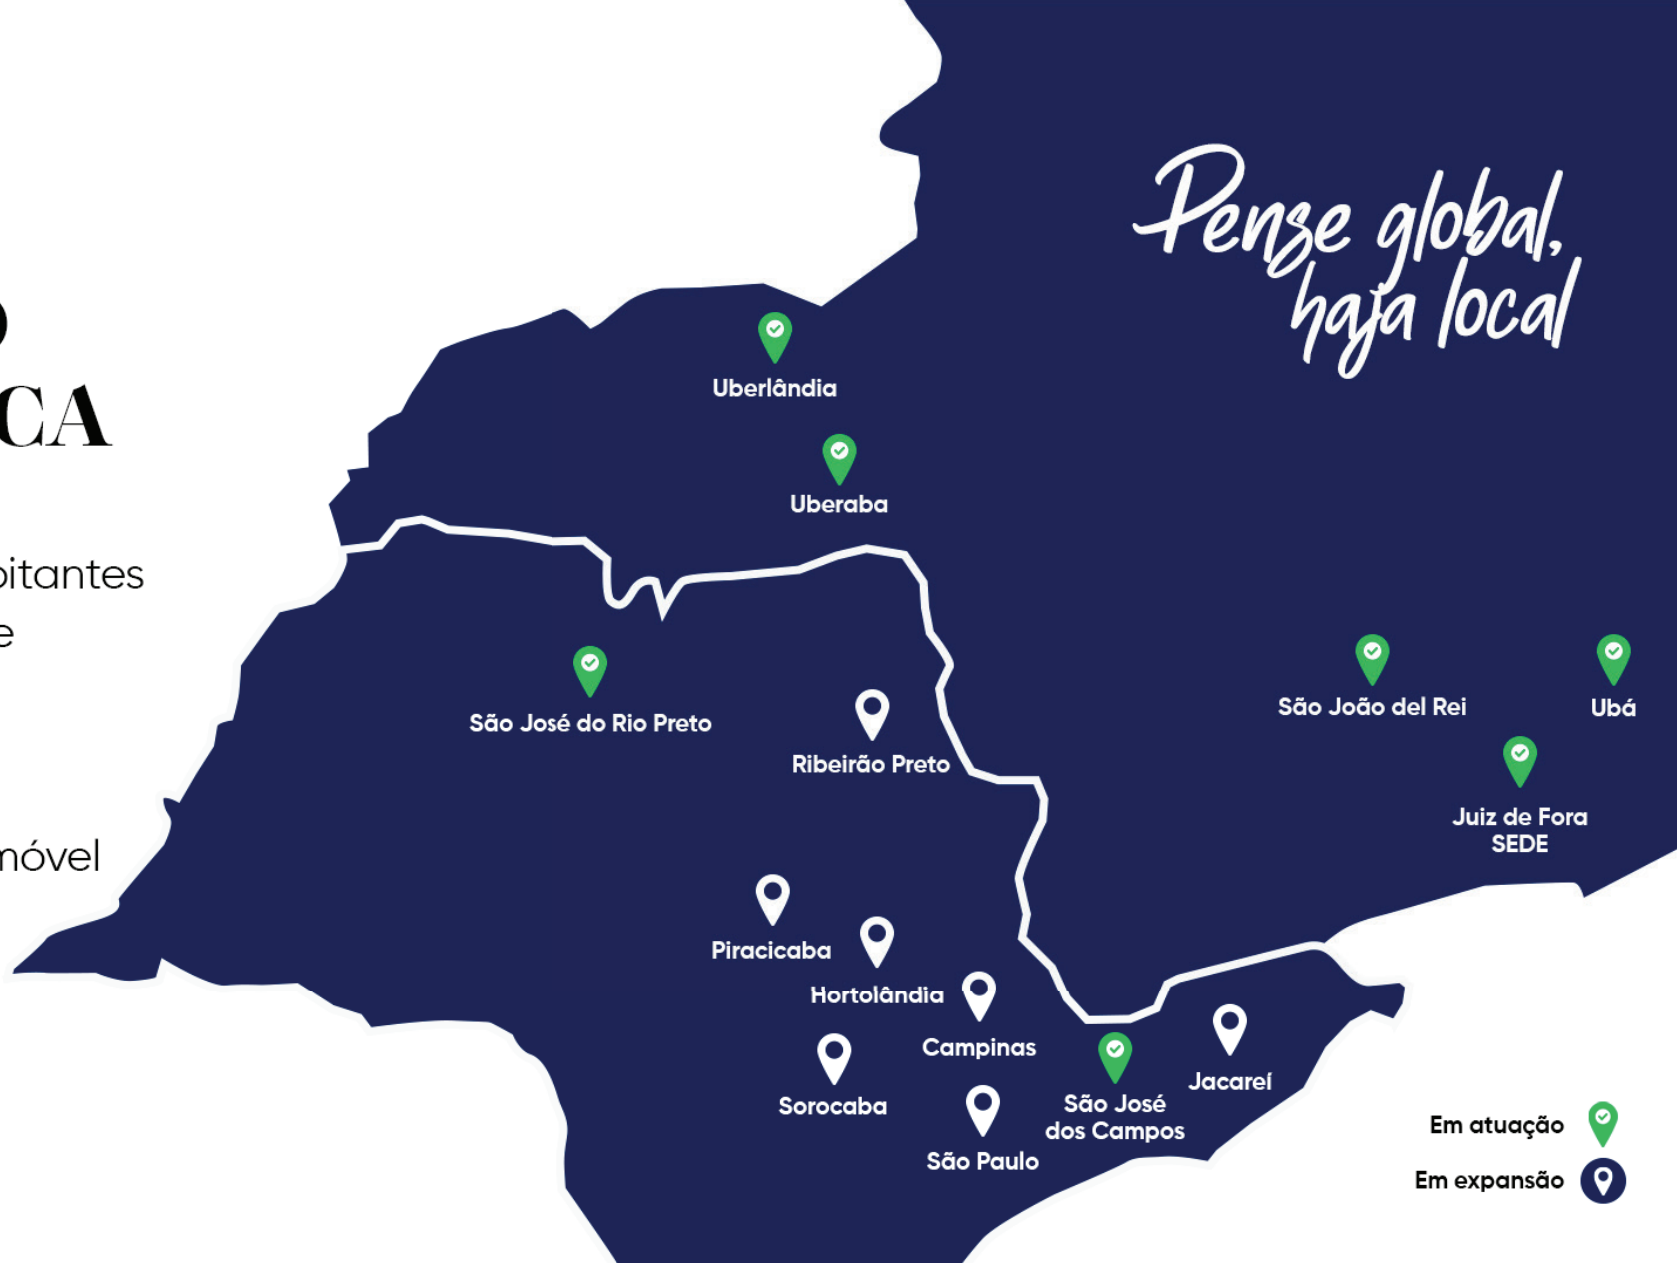 Pense global,
haja local
O
CA
bitantes
e
móvel
Uberlândia
Uberaba
São José do Rio Preto
Ribeirão Preto
São João del Rei
Ubá
Juiz de Fora
SEDE
Piracicaba
Hortolândia
Campinas
Sorocaba
São Paulo
São José
dos Campos
Jacareí
Em atuação
Em expansão